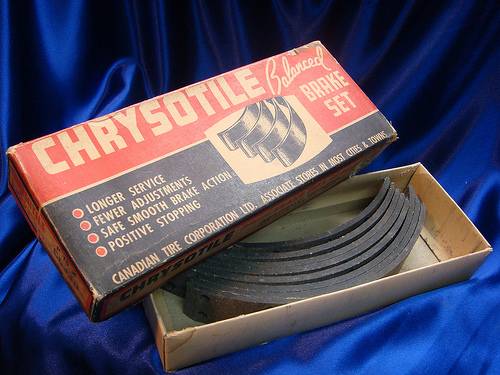 CHRYSOTILE Balanced
BRAKE
SET
LONGER SERVICE
FEWER ADJUSTMENTS
SAFE SMOOTH BRAKE ACTION
POSITIVE STOPPING
CANADIAN TIRE CORPORATION LTD. ASSOCIATE STORES IN MOST CITIES & TOWNS
CHRYSOTILE